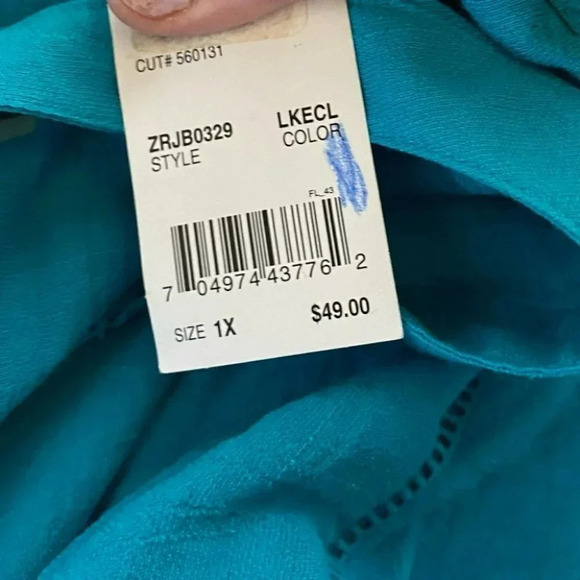 CUT# 560131
ZRJB0329 LKECL
STYLE COLOR
FL_43
7 04974 43776 2
SIZE 1X $49.00